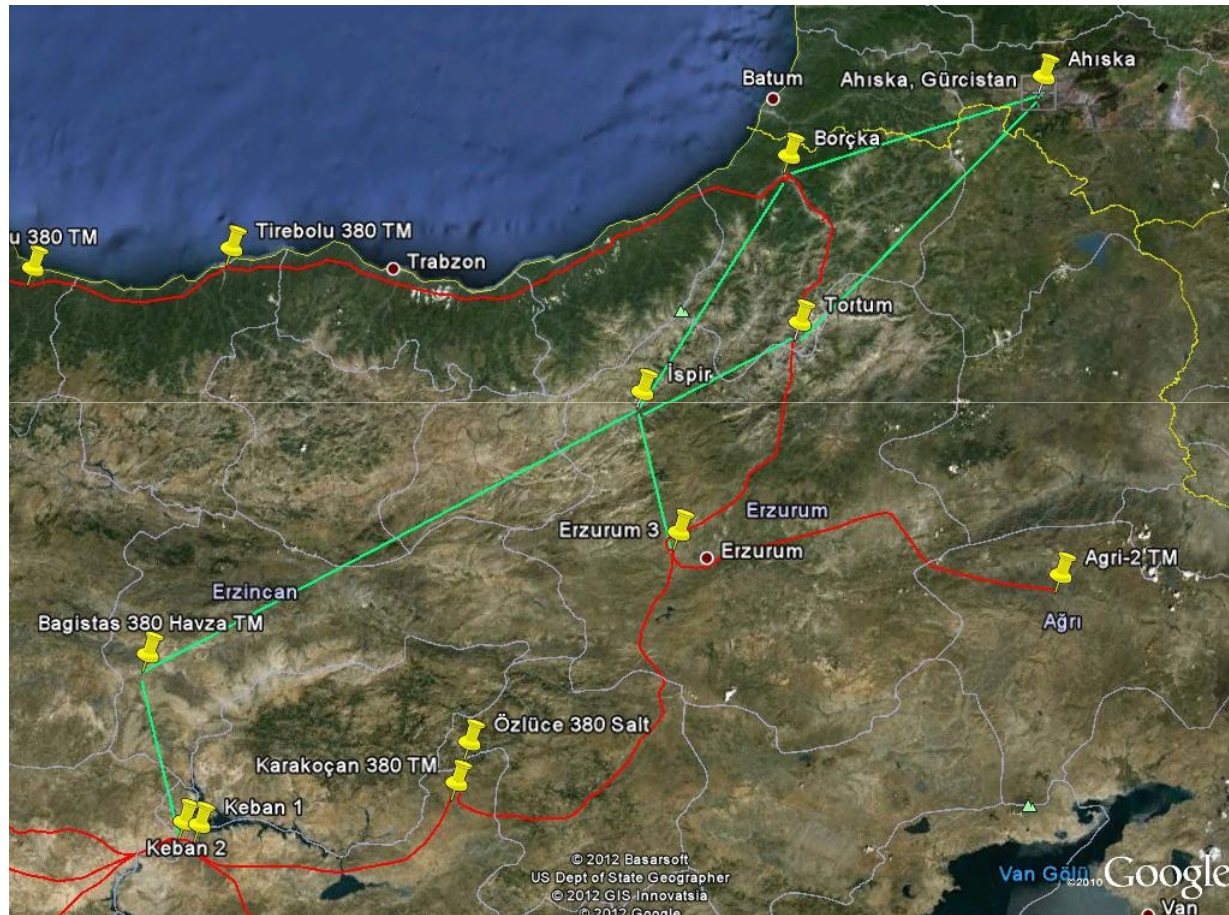 Ahıska
Batum
Ahıska, Gürcistan
Borçka
Tirebolu 380 TM
u 380 TM
Trabzon
Tortum
İspir
Erzurum 3
Erzurum
Erzurum
Agri-2 TM
Erzincan
Ağrı
Bagistas 380 Havza TM
Özlüce 380 Salt
Karakoçan 380 TM
Keban 1
Keban 2
© 2012 Basarsoft
US Dept of State Geographer
© 2012 GIS Innovatsia
© 2012 Google
Van Gölü
©2010 Google
Van